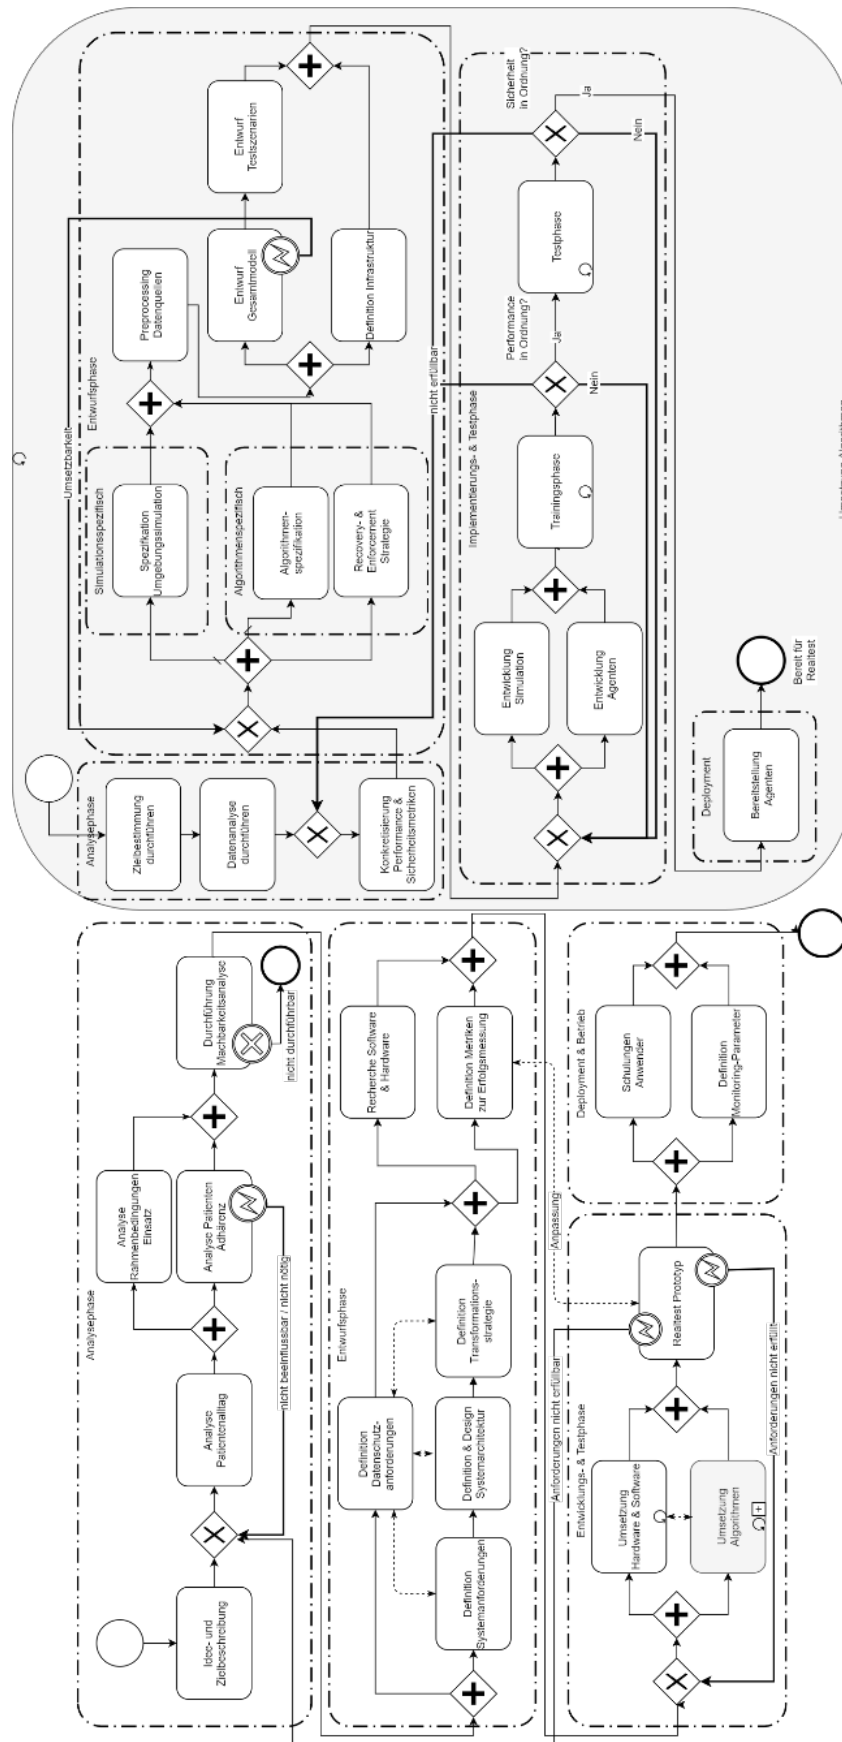 Analysephase
Idee- und
Zielbeschreibung
Analyse
Patientenalltag
Analyse
Rahmenbedingungen
Einsatz
Analyse Patienten
Adhärenz
nicht beeinflussbar / nicht nötig
Durchführung
Machbarkeitsanalyse
nicht durchführbar
Entwurfsphase
Definition
Systemanforderungen
Definition
Datenschutz-
anforderungen
Definition & Design
Systemarchitektur
Definition
Transformations-
strategie
Recherche Software
& Hardware
Definition Metriken
zur Erfolgsmessung
Anpassung
Anforderungen nicht erfüllbar
Entwicklungs- & Testphase
Umsetzung
Hardware & Software
Umsetzung
Algorithmen
Realtest Prototyp
Anforderungen nicht erfüllt
Deployment & Betrieb
Schulungen
Anwender
Definition
Monitoring-Parameter
Analysephase
Zielbestimmung
durchführen
Datenanalyse
durchführen
Konkretisierung
Performance &
Sicherheitsmetriken
Umsetzbarkeit
Entwurfsphase
Simulationsspezifisch
Spezifikation
Umgebungssimulation
Algorithmenspezifisch
Algorithmen-
spezifikation
Recovery- &
Enforcement
Strategie
Preprocessing
Datenquellen
Entwurf
Gesamtmodell
Definition Infrastruktur
Entwurf
Testszenarien
nicht erfüllbar
Implementierungs- & Testphase
Entwicklung
Simulation
Entwicklung
Agenten
Trainingsphase
Performance
in Ordnung?
Ja
Nein
Testphase
Sicherheit
in Ordnung?
Ja
Nein
Deployment
Bereitstellung
Agenten
Bereit für
Realtest